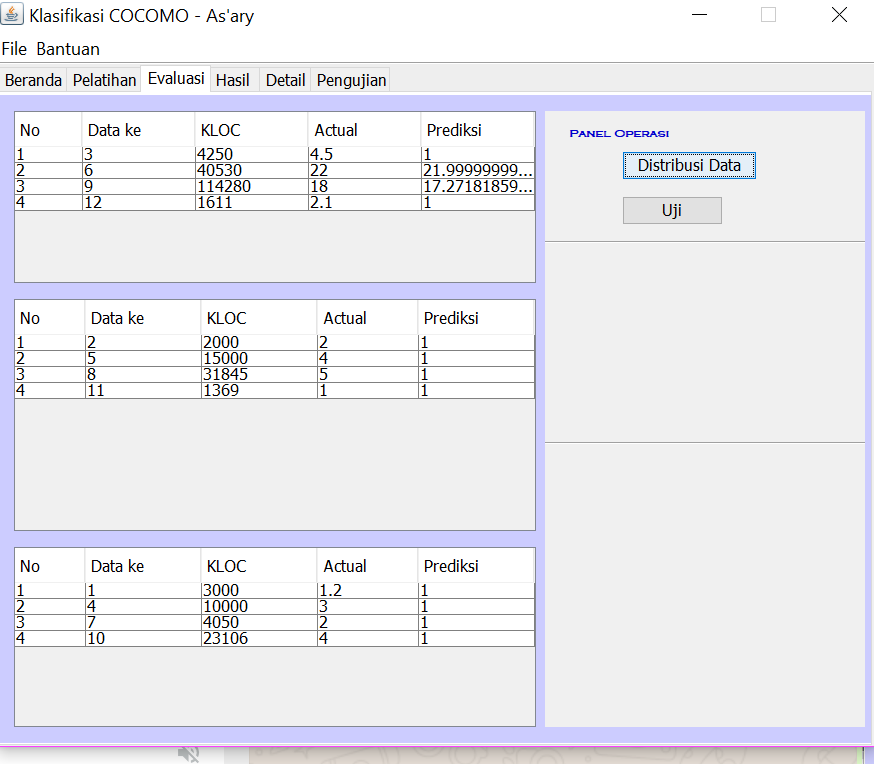 Klasifikasi COCOMO - As'ary
File Bantuan
Beranda Pelatihan Evaluasi Hasil Detail Pengujian
No Data ke KLOC Actual Prediksi
1 3 4250 4.5 1
2 6 40530 22 21.99999999...
3 9 114280 18 17.27181859...
4 12 1611 2.1 1
No Data ke KLOC Actual Prediksi
1 2 2000 2 1
2 5 15000 4 1
3 8 31845 5 1
4 11 1369 1 1
No Data ke KLOC Actual Prediksi
1 1 3000 1.2 1
2 4 10000 3 1
3 7 4050 2 1
4 10 23106 4 1
Panel Operasi
Distribusi Data
Uji